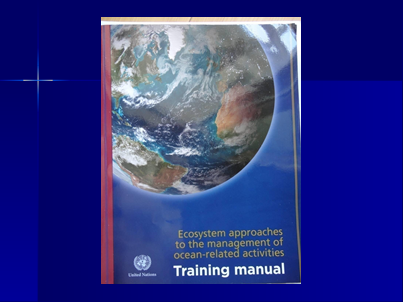 Ecosystem approaches
to the management of
ocean-related activities
Training manual
United Nations